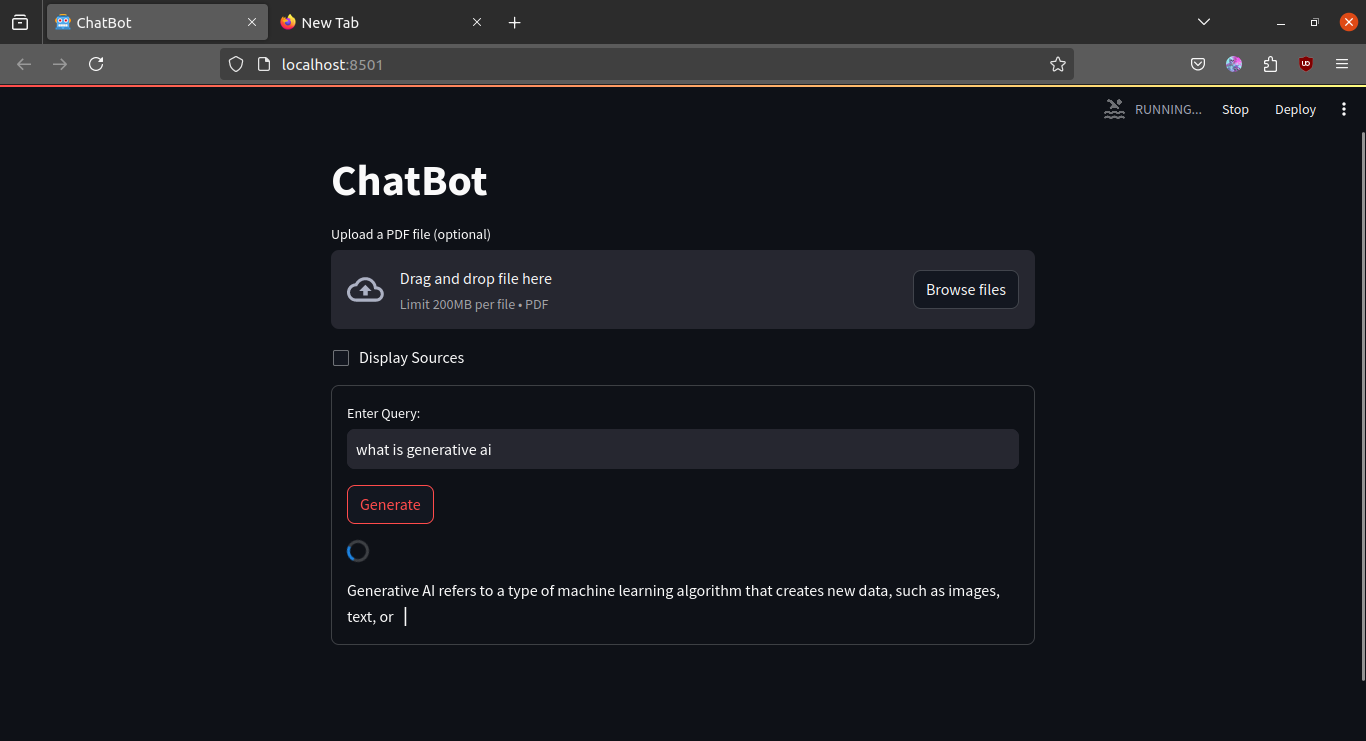 ChatBot
New Tab
localhost:8501
RUNNING...
Stop
Deploy
ChatBot
Upload a PDF file (optional)
Drag and drop file here
Limit 200MB per file • PDF
Browse files
Display Sources
Enter Query:
what is generative ai
Generate
Generative AI refers to a type of machine learning algorithm that creates new data, such as images,
text, or